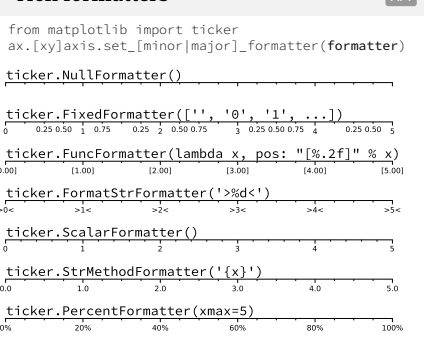 from matplotlib import ticker
ax.[xy]axis.set_[minor|major]_formatter(formatter)
ticker.NullFormatter()
ticker.FixedFormatter(['', '0', '1', ...])
0 0.25 0.50 1 0.75 0.25 2 0.50 0.75 3 0.25 0.50 0.75 4 0.25 0.50 5
ticker.FuncFormatter(lambda x, pos: "[%.2f]" % x)
0.00] [1.00] [2.00] [3.00] [4.00] [5.00]
ticker.FormatStrFormatter('>%d<')
>0< >1< >2< >3< >4< >5<
ticker.ScalarFormatter()
0 1 2 3 4 5
ticker.StrMethodFormatter('{x}')
0.0 1.0 2.0 3.0 4.0 5.0
ticker.PercentFormatter(xmax=5)
0% 20% 40% 60% 80% 100%